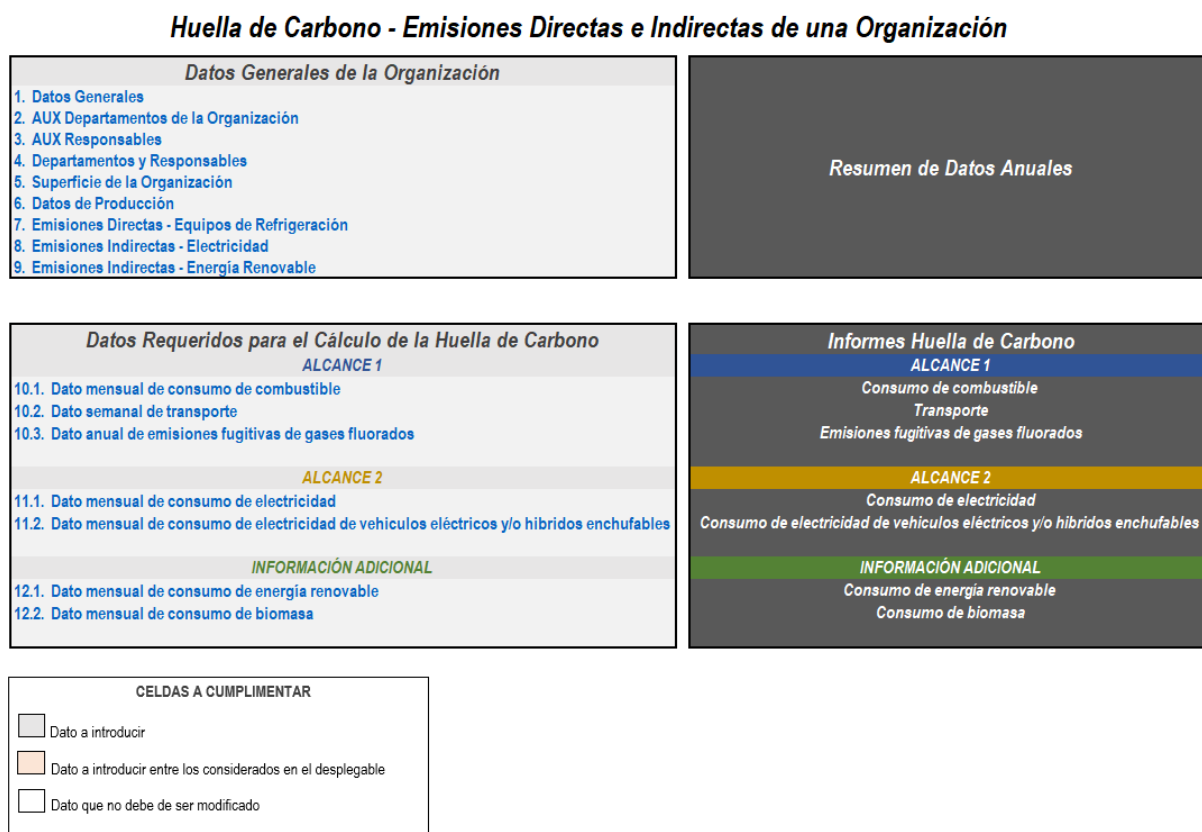 Huella de Carbono - Emisiones Directas e Indirectas de una Organización
Datos Generales de la Organización
1. Datos Generales
2. AUX Departamentos de la Organización
3. AUX Responsables
4. Departamentos y Responsables
5. Superficie de la Organización
6. Datos de Producción
7. Emisiones Directas - Equipos de Refrigeración
8. Emisiones Indirectas - Electricidad
9. Emisiones Indirectas - Energía Renovable
Resumen de Datos Anuales
Datos Requeridos para el Cálculo de la Huella de Carbono
ALCANCE 1
10.1. Dato mensual de consumo de combustible
10.2. Dato semanal de transporte
10.3. Dato anual de emisiones fugitivas de gases fluorados
ALCANCE 2
11.1. Dato mensual de consumo de electricidad
11.2. Dato mensual de consumo de electricidad de vehiculos eléctricos y/o hibridos enchufables
INFORMACIÓN ADICIONAL
12.1. Dato mensual de consumo de energía renovable
12.2. Dato mensual de consumo de biomasa
Informes Huella de Carbono
ALCANCE 1
Consumo de combustible
Transporte
Emisiones fugitivas de gases fluorados
ALCANCE 2
Consumo de electricidad
Consumo de electricidad de vehiculos eléctricos y/o hibridos enchufables
INFORMACIÓN ADICIONAL
Consumo de energía renovable
Consumo de biomasa
CELDAS A CUMPLIMENTAR
Dato a introducir
Dato a introducir entre los considerados en el desplegable
Dato que no debe de ser modificado